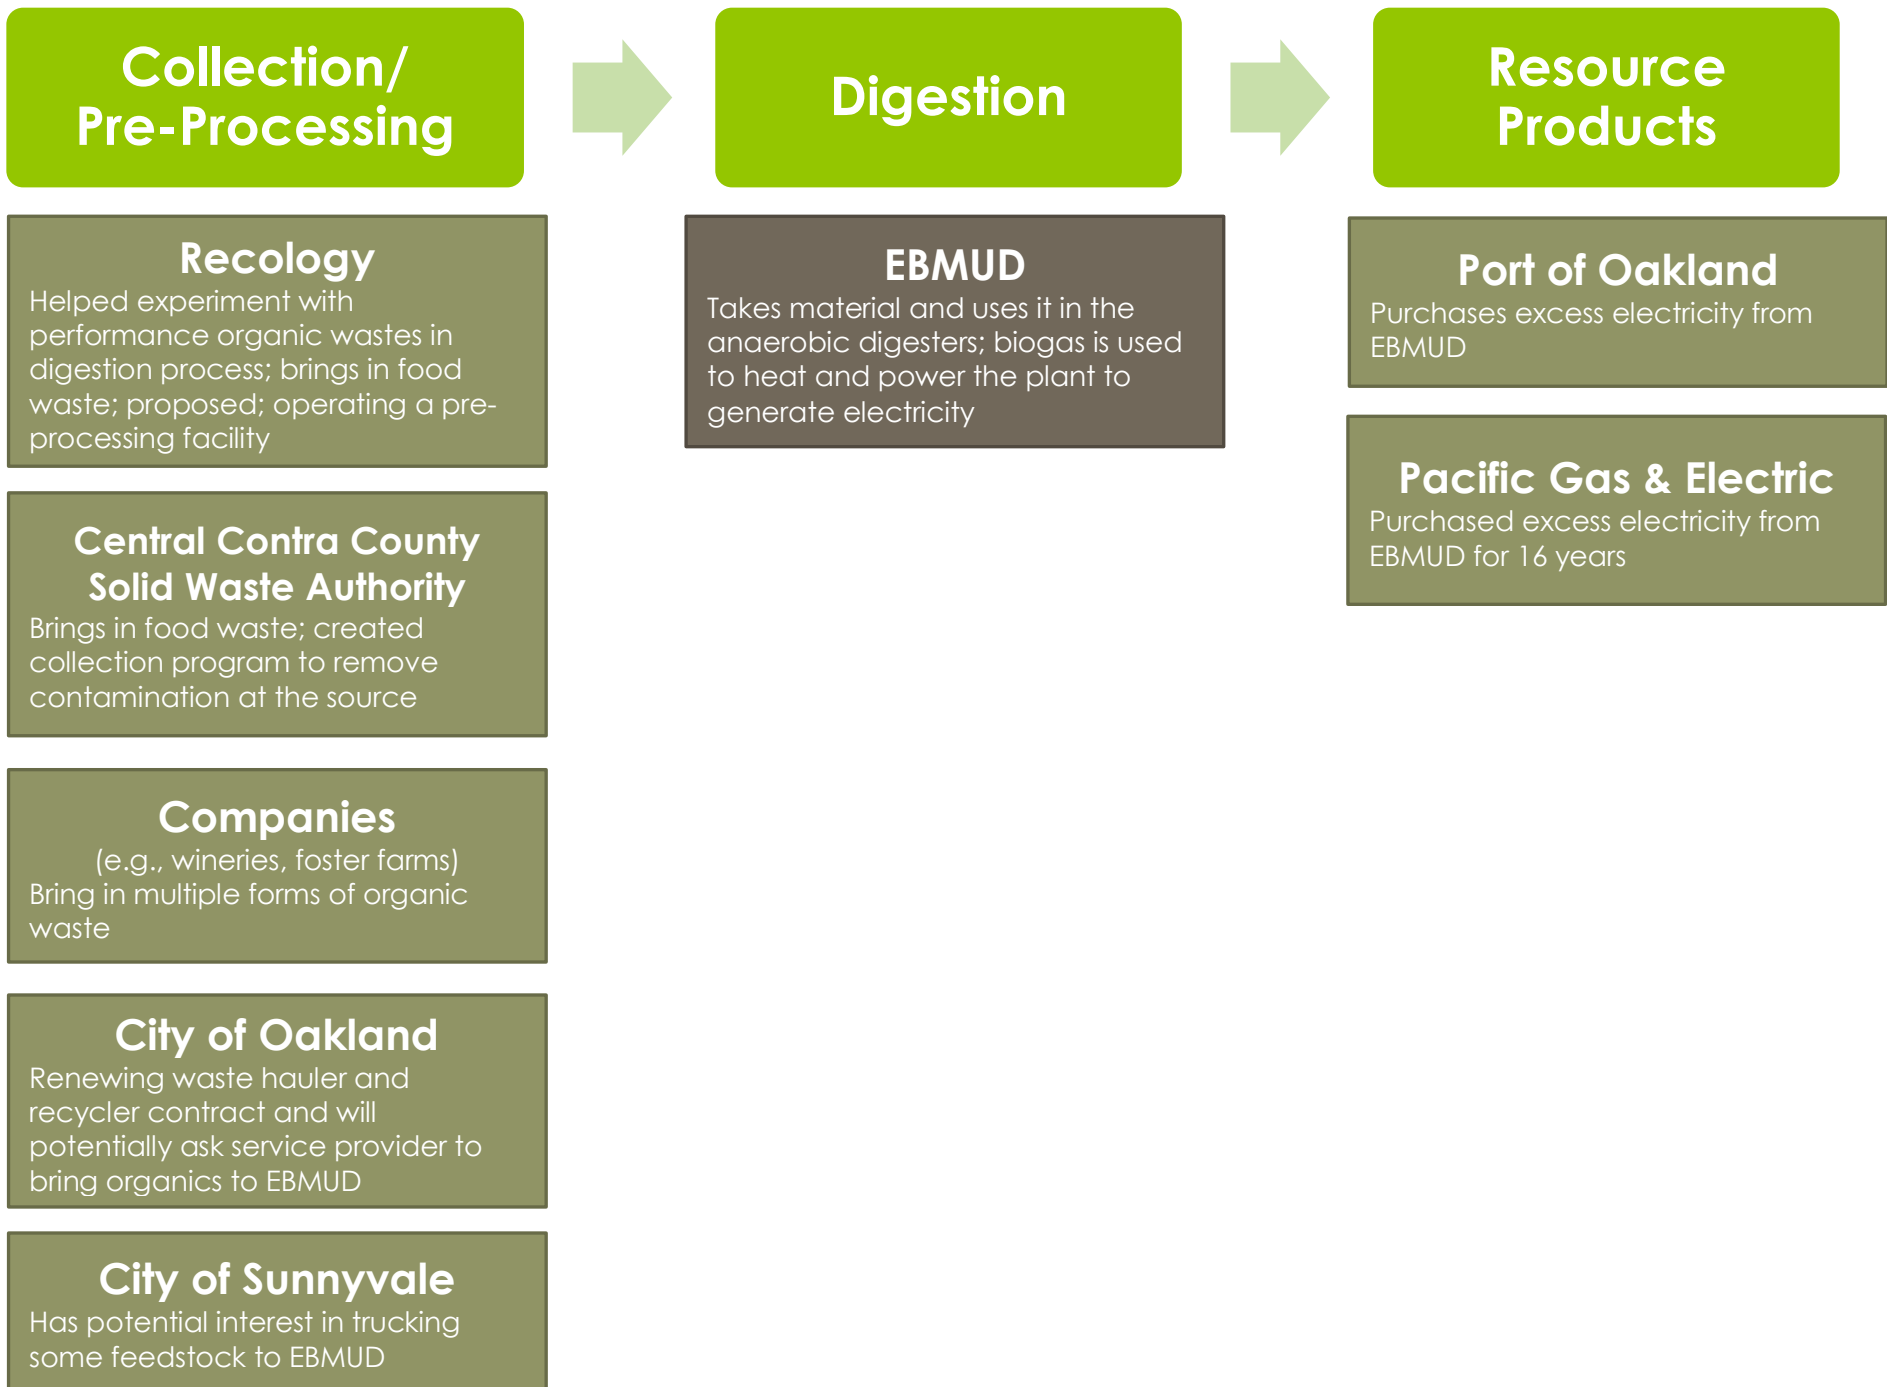 Collection/
Pre-Processing
Digestion
Resource
Products
Recology
Helped experiment with
performance organic wastes in
digestion process; brings in food
waste; proposed; operating a pre-
processing facility
Central Contra County
Solid Waste Authority
Brings in food waste; created
collection program to remove
contamination at the source
Companies
(e.g., wineries, foster farms)
Bring in multiple forms of organic
waste
City of Oakland
Renewing waste hauler and
recycler contract and will
potentially ask service provider to
bring organics to EBMUD
City of Sunnyvale
Has potential interest in trucking
some feedstock to EBMUD
EBMUD
Takes material and uses it in the
anaerobic digesters; biogas is used
to heat and power the plant to
generate electricity
Port of Oakland
Purchases excess electricity from
EBMUD
Pacific Gas & Electric
Purchased excess electricity from
EBMUD for 16 years